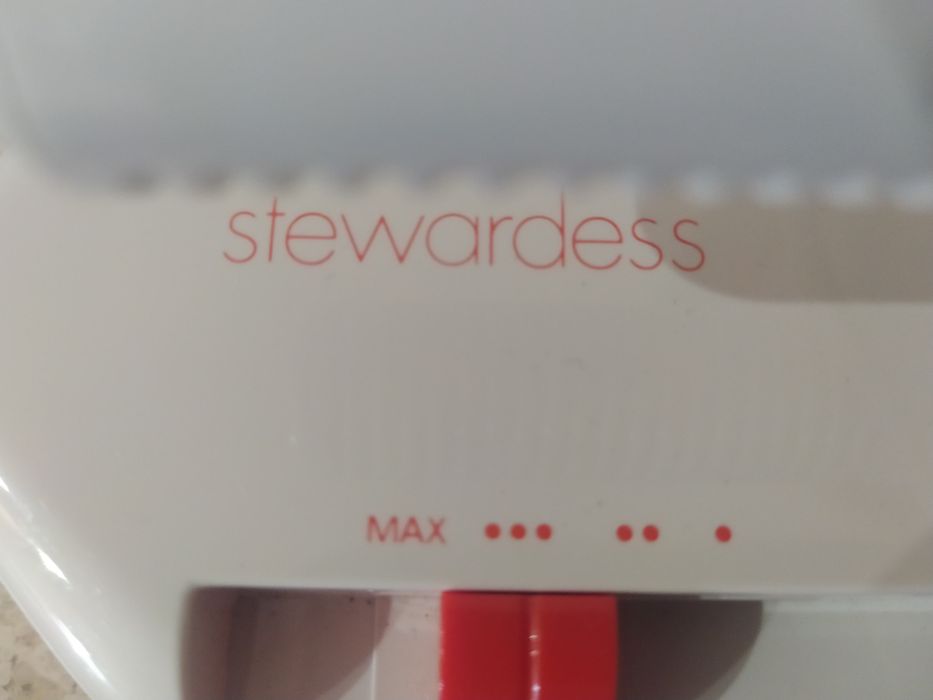 stewardess
MAX ••• •• •